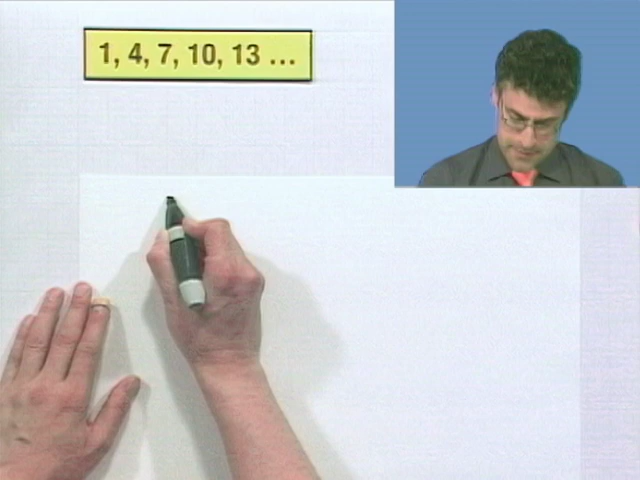 1, 4, 7, 10, 13 ...